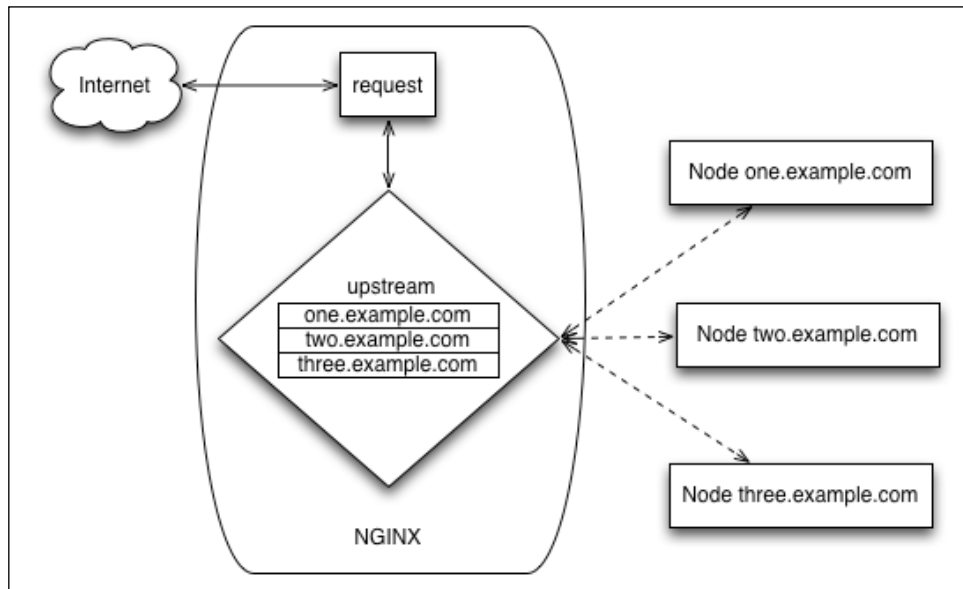 Internet
request
upstream
one.example.com
two.example.com
three.example.com
NGINX
Node one.example.com
Node two.example.com
Node three.example.com